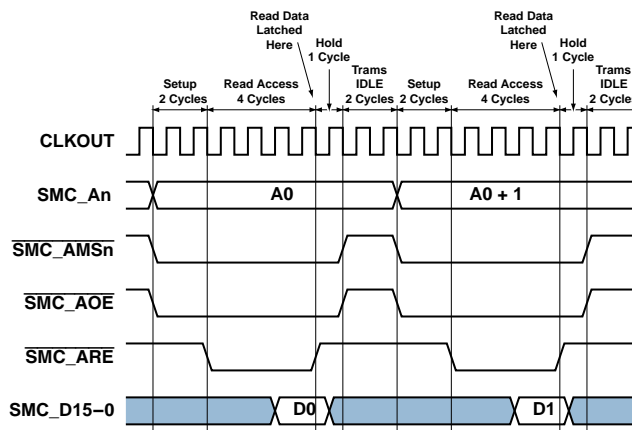 Read Data
Latched
Here
Hold
1 Cycle
Read Data
Latched
Here
Hold
1 Cycle
Setup
2 Cycles
Read Access
4 Cycles
Trams
IDLE
2 Cycles
Setup
2 Cycles
Read Access
4 Cycles
Trams
IDLE
2 Cycles
CLKOUT
SMC_An
A0
A0 + 1
SMC_AMSn
SMC_AOE
SMC_ARE
SMC_D15–0
D0
D1